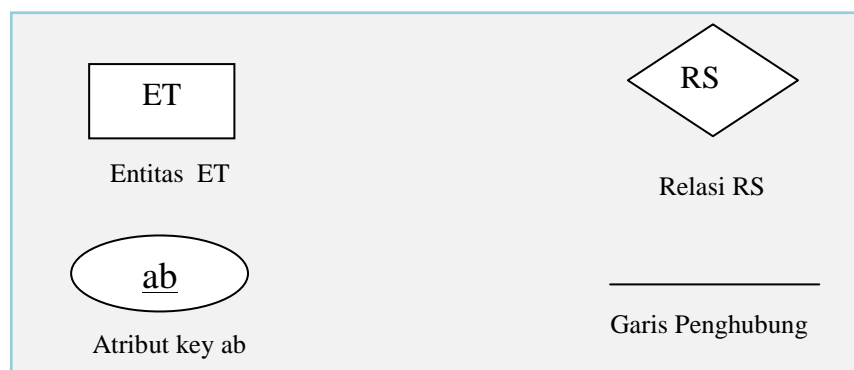 ET
RS
Entitas ET
Relasi RS
ab
Garis Penghubung
Atribut key ab